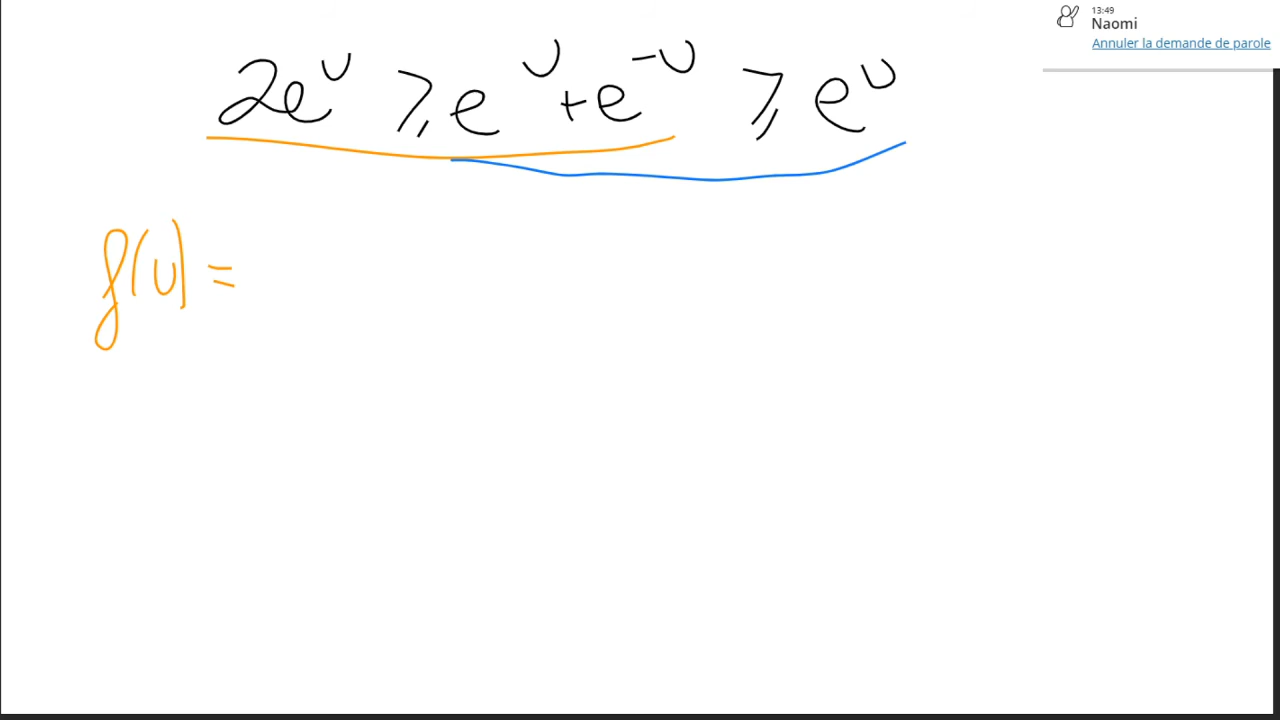 13:49
Naomi
Annuler la demande de parole
2e^u ⩾ e^u + e^-u ⩾ e^u
f(u) =